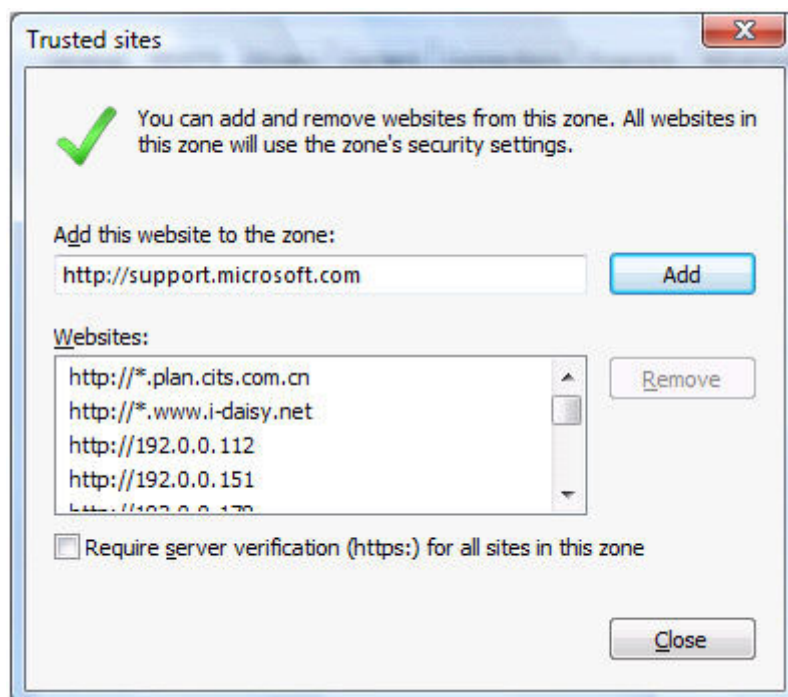 Trusted sites
You can add and remove websites from this zone. All websites in
this zone will use the zone's security settings.
Add this website to the zone:
http://support.microsoft.com
Add
Websites:
http://*.plan.cits.com.cn
http://*.www.i-daisy.net
Remove
http://192.0.0.112
http://192.0.0.151
Require server verification (https:) for all sites in this zone
Close